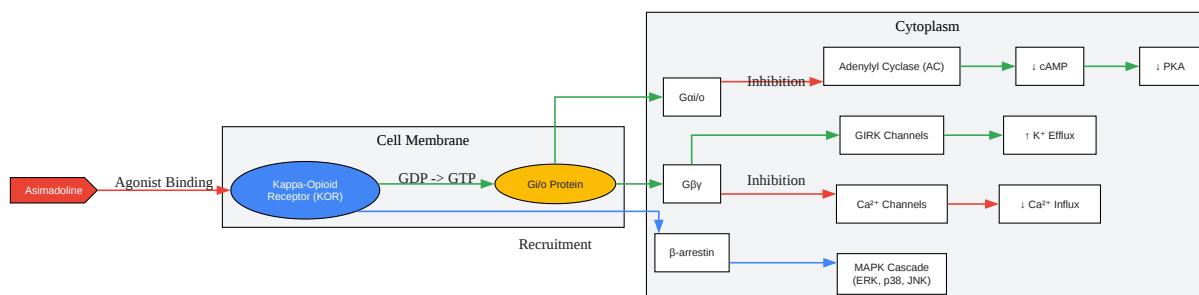 Cytoplasm
Adenylyl Cyclase (AC)
↓ cAMP
↓ PKA
Inhibition
Gαi/o
GIRK Channels
↑ K⁺ Efflux
Cell Membrane
Asimadoline
Agonist Binding
Kappa-Opioid
Receptor (KOR)
GDP -> GTP
Gi/o Protein
Gβγ
Inhibition
Ca²⁺ Channels
↓ Ca²⁺ Influx
Recruitment
β-arrestin
MAPK Cascade
(ERK, p38, JNK)